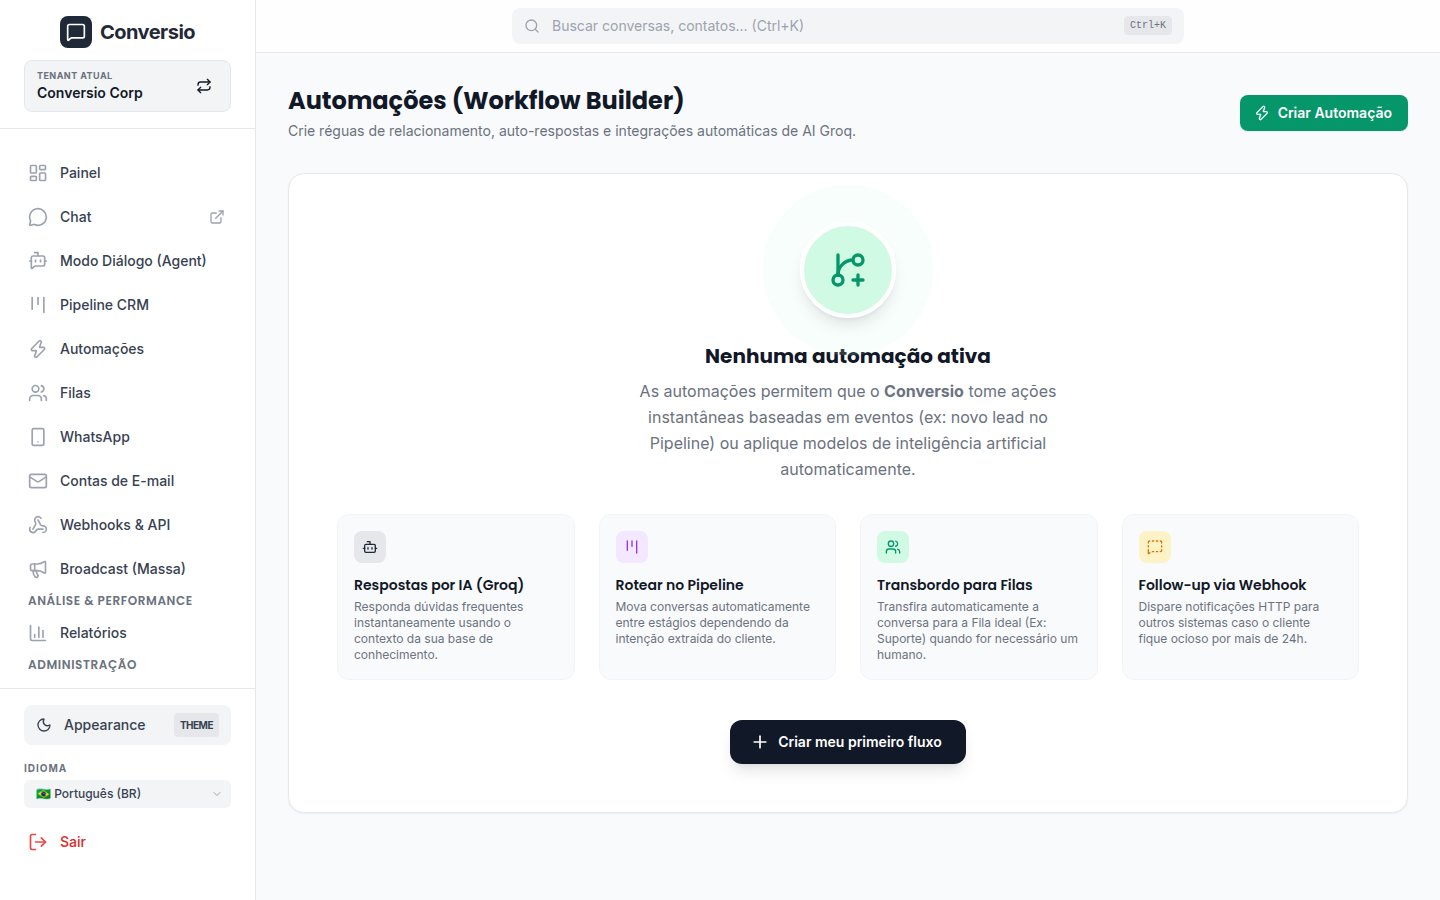 Conversio
TENANT ATUAL
Conversio Corp
Painel
Chat
Modo Diálogo (Agent)
Pipeline CRM
Automações
Filas
WhatsApp
Contas de E-mail
Webhooks & API
Broadcast (Massa)
ANÁLISE & PERFORMANCE
Relatórios
ADMINISTRAÇÃO
Appearance THEME
IDIOMA
Português (BR)
Sair
Buscar conversas, contatos... (Ctrl+K) Ctrl+K
Automações (Workflow Builder)
Crie réguas de relacionamento, auto-respostas e integrações automáticas de AI Groq.
Criar Automação
Nenhuma automação ativa
As automações permitem que o Conversio tome ações
instantâneas baseadas em eventos (ex: novo lead no
Pipeline) ou aplique modelos de inteligência artificial
automaticamente.
Respostas por IA (Groq)
Responda dúvidas frequentes
instantaneamente usando o
contexto da sua base de
conhecimento.
Rotear no Pipeline
Mova conversas automaticamente
entre estágios dependendo da
intenção extraída do cliente.
Transbordo para Filas
Transfira automaticamente a
conversa para a Fila ideal (Ex:
Suporte) quando for necessário um
humano.
Follow-up via Webhook
Dispare notificações HTTP para
outros sistemas caso o cliente
fique ocioso por mais de 24h.
Criar meu primeiro fluxo